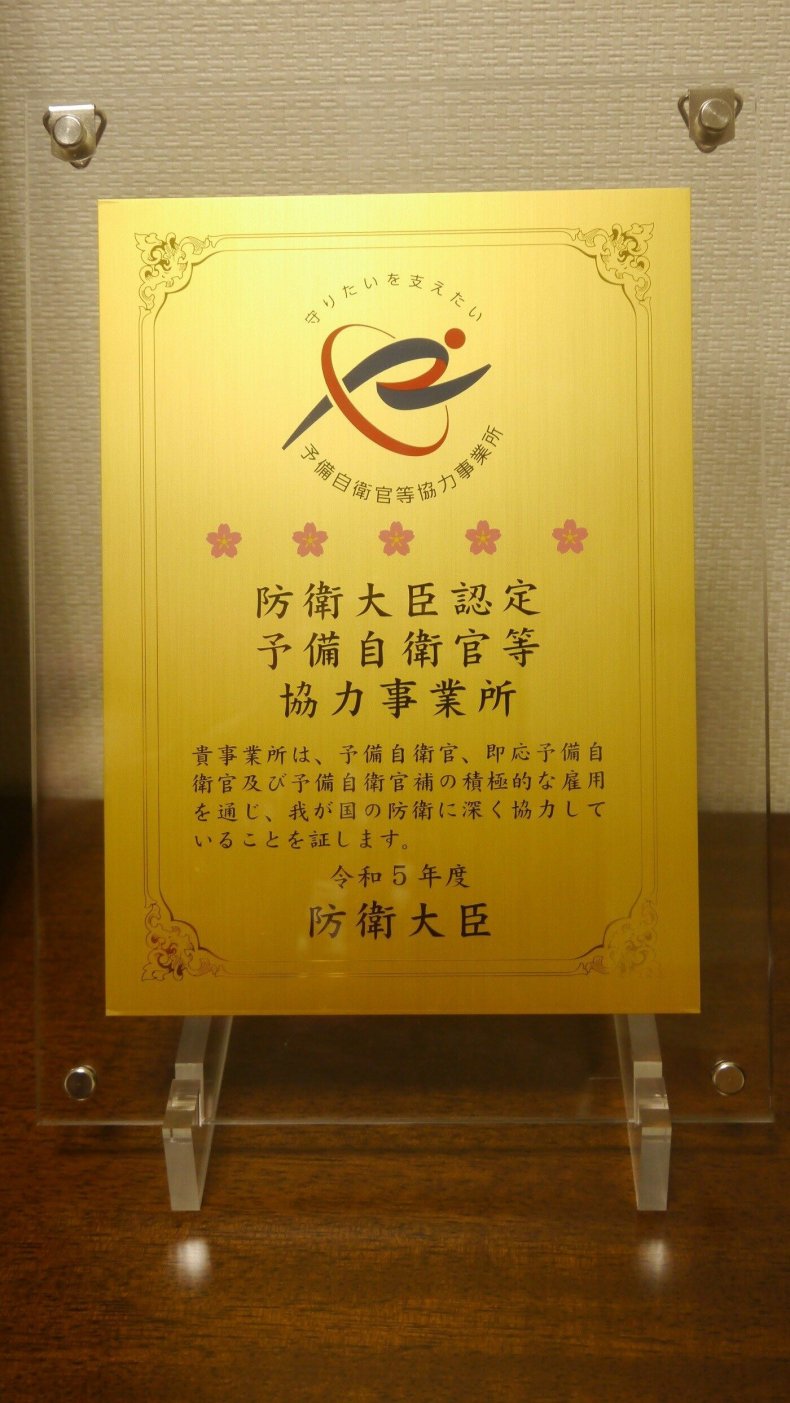 守りたいを支えたい
予備自衛官等協力事業所
防衛大臣認定
予備自衛官等
協力事業所
貴事業所は、予備自衛官、即応予備自
衛官及び予備自衛官補の積極的な雇用
を通じ、我が国の防衛に深く協力して
いることを証します。
令和5年度
防衛大臣